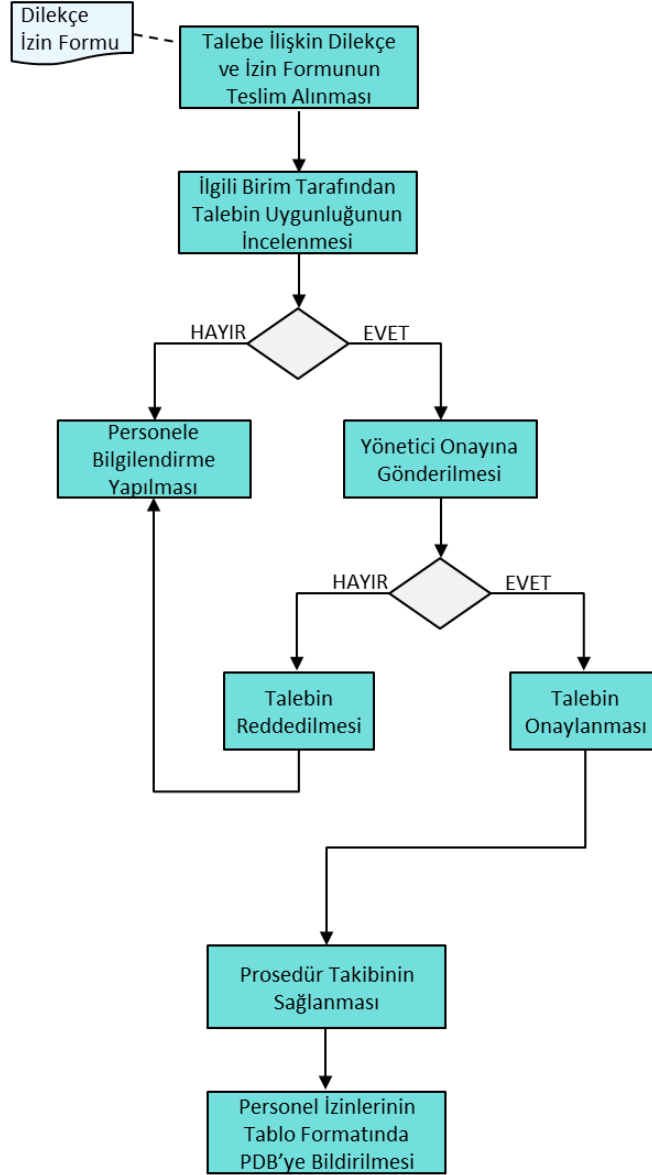 Dilekçe
İzin Formu
Talebe İlişkin Dilekçe
ve İzin Formunun
Teslim Alınması
İlgili Birim Tarafından
Talebin Uygunluğunun
İncelenmesi
HAYIR
EVET
Personele
Bilgilendirme
Yapılması
Yönetici Onayına
Gönderilmesi
HAYIR
EVET
Talebin
Reddedilmesi
Talebin
Onaylanması
Prosedür Takibinin
Sağlanması
Personel İzinlerinin
Tablo Formatında
PDB’ye Bildirilmesi